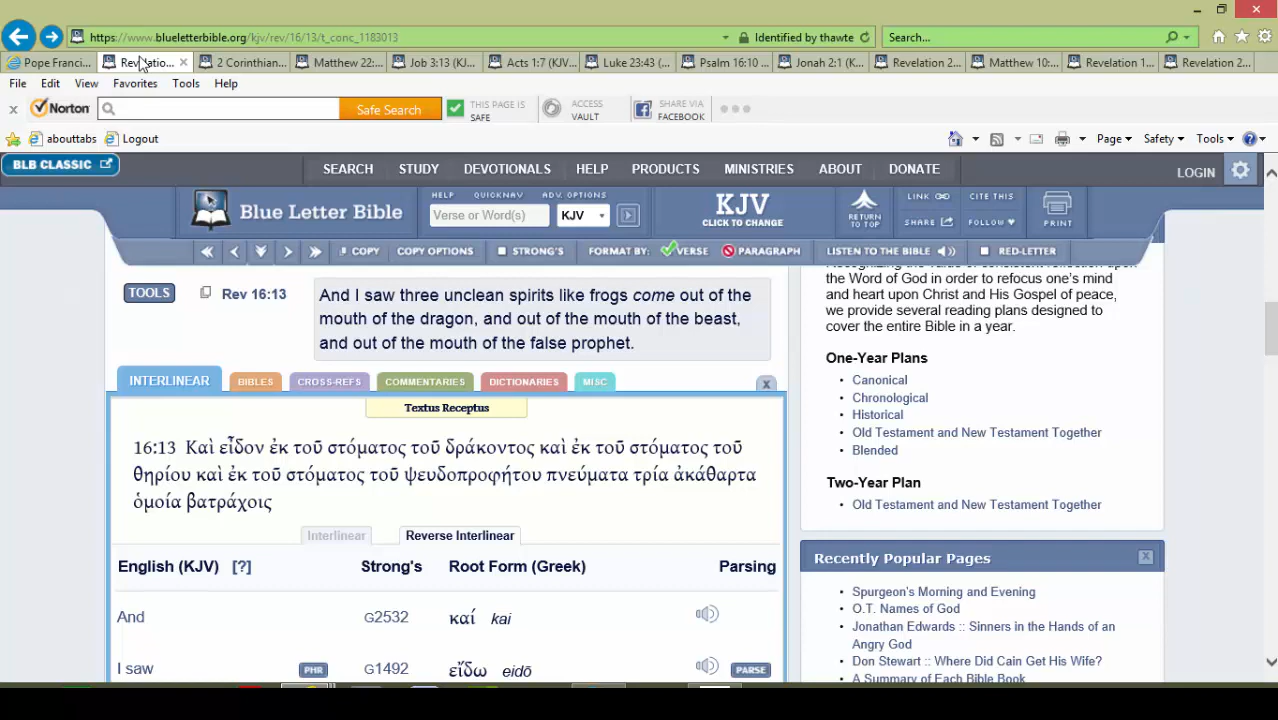 https://www.blueletterbible.org/kjv/rev/16/13/t_conc_1183013
Identified by thawte
Search...
Pope Franci...
Revelatio...
2 Corinthian...
Matthew 22:...
Job 3:13 (KJ...
Acts 1:7 (KJV...
Luke 23:43 (...
Psalm 16:10 ...
Jonah 2:1 (K...
Revelation 2...
Matthew 10:...
Revelation 1...
Revelation 2...
File Edit View Favorites Tools Help
x Norton
Safe Search
THIS PAGE IS
SAFE
ACCESS
VAULT
SHARE VIA
FACEBOOK
abouttabs
Logout
Page
Safety
Tools
BLB CLASSIC
SEARCH STUDY DEVOTIONALS HELP PRODUCTS MINISTRIES ABOUT DONATE
LOGIN
Blue Letter Bible
HELP QUICKNAV ADV. OPTIONS
Verse or Word(s)
KJV
KJV
CLICK TO CHANGE
RETURN
TO TOP
LINK
CITE THIS
SHARE
FOLLOW
PRINT
COPY
COPY OPTIONS
STRONG'S
FORMAT BY:
VERSE
PARAGRAPH
LISTEN TO THE BIBLE
RED-LETTER
TOOLS
Rev 16:13
And I saw three unclean spirits like frogs come out of the
mouth of the dragon, and out of the mouth of the beast,
and out of the mouth of the false prophet.
INTERLINEAR
BIBLES
CROSS-REFS
COMMENTARIES
DICTIONARIES
MISC
x
Textus Receptus
16:13 Καὶ εἶδον ἐκ τοῦ στόματος τοῦ δράκοντος καὶ ἐκ τοῦ στόματος τοῦ
θηρίου καὶ ἐκ τοῦ στόματος τοῦ ψευδοπροφήτου πνεύματα τρία ἀκάθαρτα
ὁμοία βατράχοις
Interlinear
Reverse Interlinear
English (KJV) [?]
Strong's
Root Form (Greek)
Parsing
And
G2532
καί kai
I saw
PHR
G1492
εἴδω eidō
PARSE
Recognizing the value of consistent reflection upon
the Word of God in order to refocus one's mind
and heart upon Christ and His Gospel of peace,
we provide several reading plans designed to
cover the entire Bible in a year.
One-Year Plans
Canonical
Chronological
Historical
Old Testament and New Testament Together
Blended
Two-Year Plan
Old Testament and New Testament Together
Recently Popular Pages
x
Spurgeon's Morning and Evening
O.T. Names of God
Jonathan Edwards :: Sinners in the Hands of an
Angry God
Don Stewart :: Where Did Cain Get His Wife?
A Summary of Each Bible Book